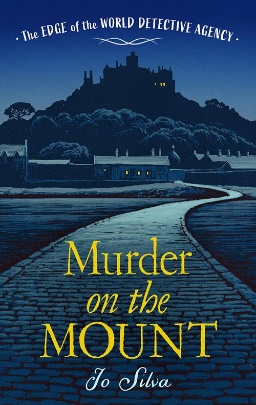 · The EDGE of the WORLD DETECTIVE AGENCY ·
Murder
on the
MOUNT
Jo Silva